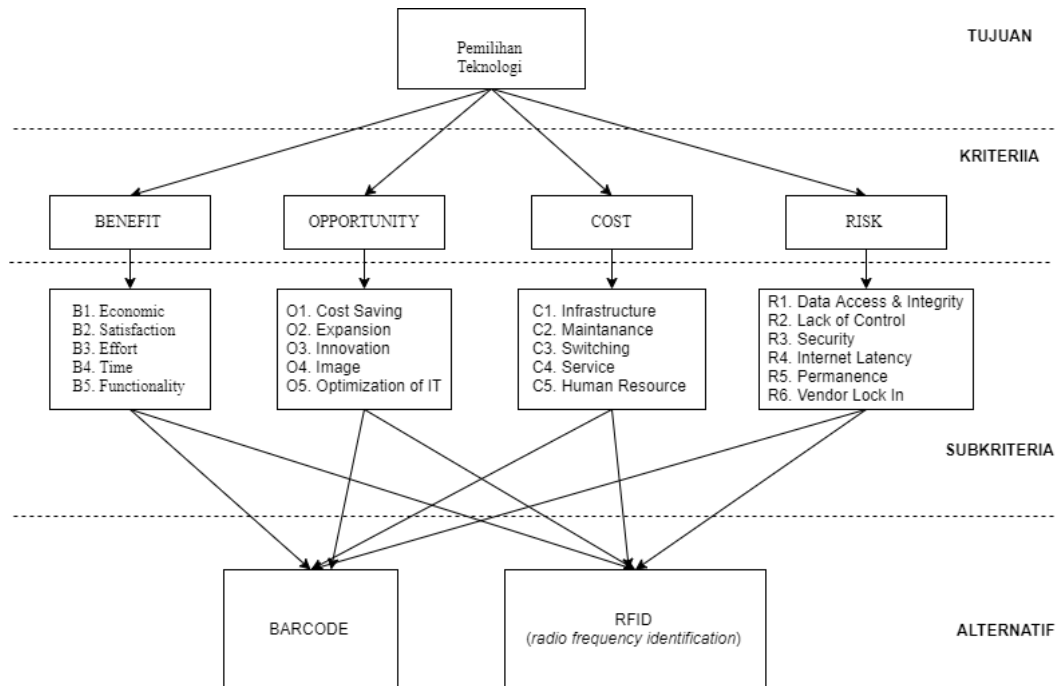 TUJUAN
Pemilihan
Teknologi
KRITERIIA
BENEFIT
OPPORTUNITY
COST
RISK
B1. Economic
B2. Satisfaction
B3. Effort
B4. Time
B5. Functionality
O1. Cost Saving
O2. Expansion
O3. Innovation
O4. Image
O5. Optimization of IT
C1. Infrastructure
C2. Maintanance
C3. Switching
C4. Service
C5. Human Resource
R1. Data Access & Integrity
R2. Lack of Control
R3. Security
R4. Internet Latency
R5. Permanence
R6. Vendor Lock In
SUBKRITERIA
BARCODE
RFID
(radio frequency identification)
ALTERNATIF